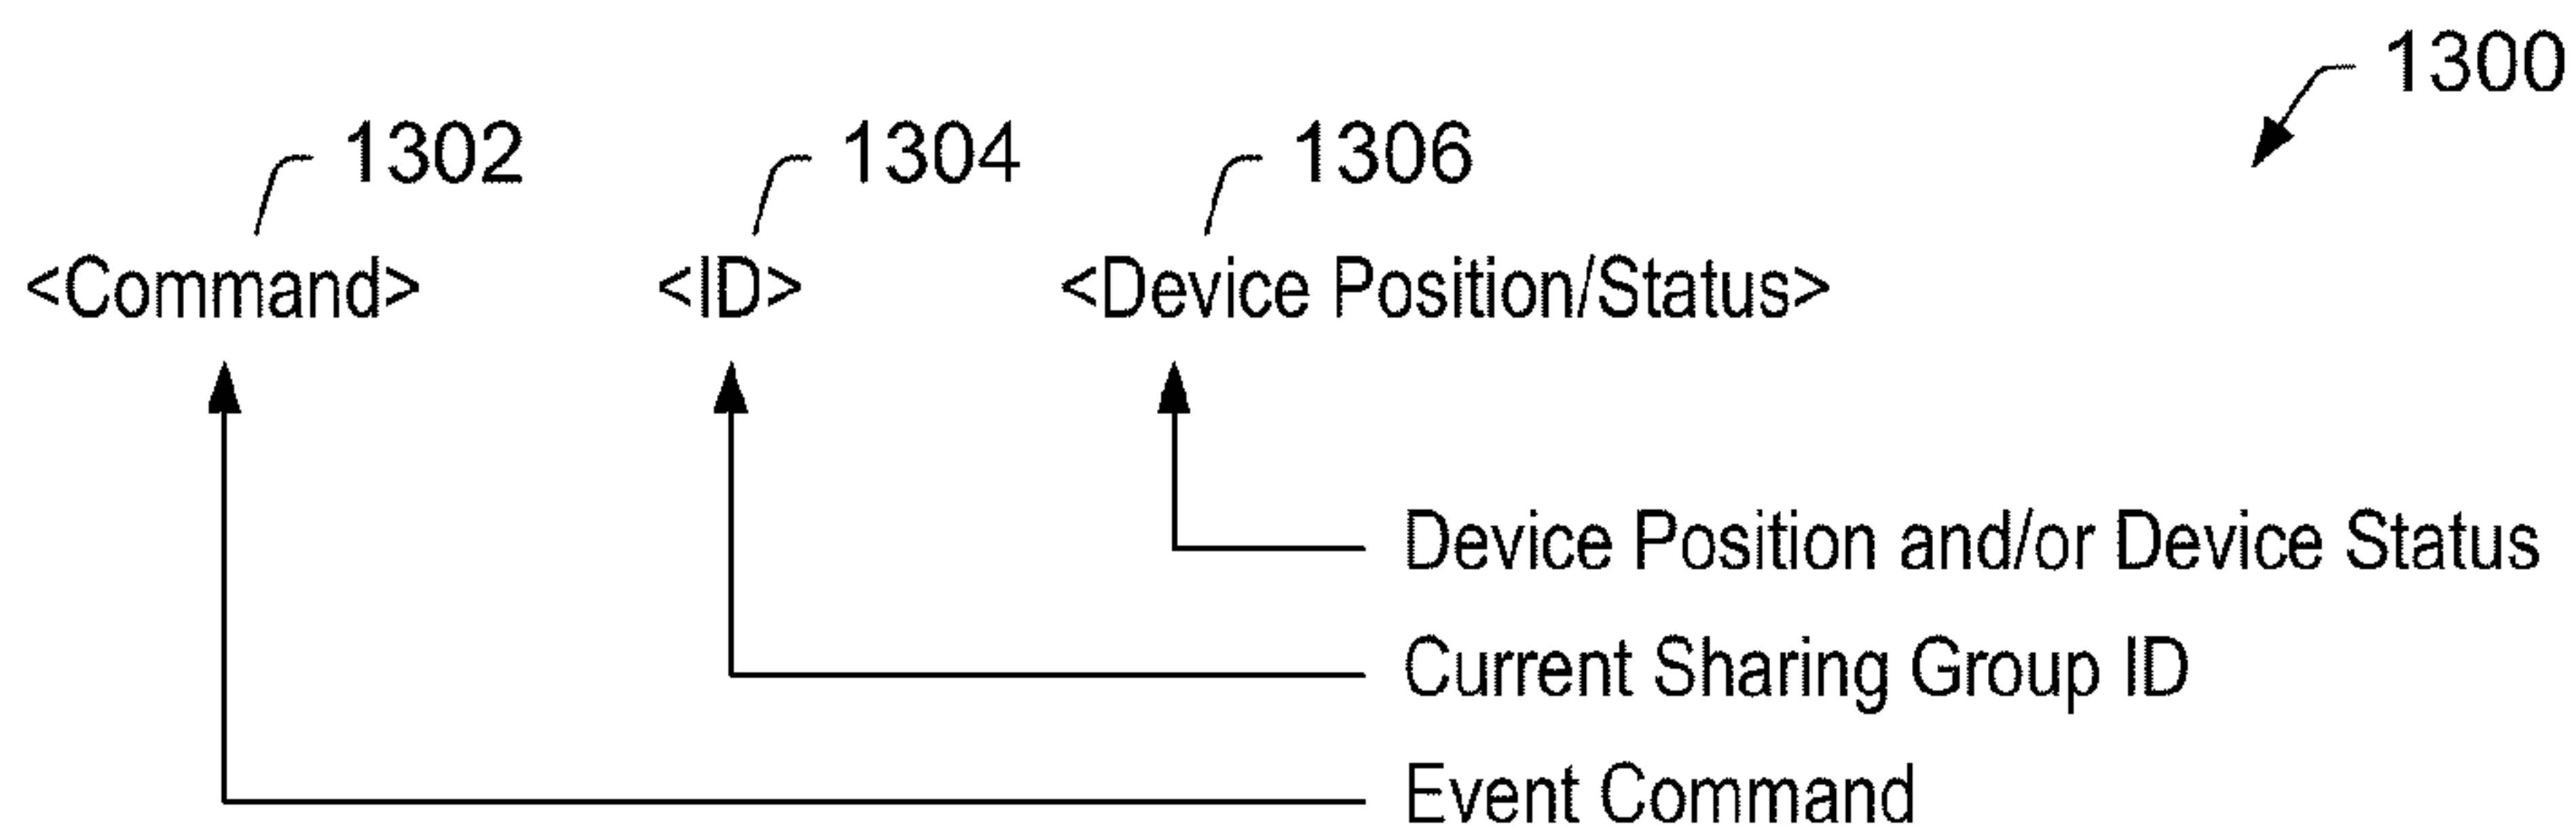 1300
1302 1304 1306
<Command> <ID> <Device Position/Status>
Device Position and/or Device Status
Current Sharing Group ID
Event Command